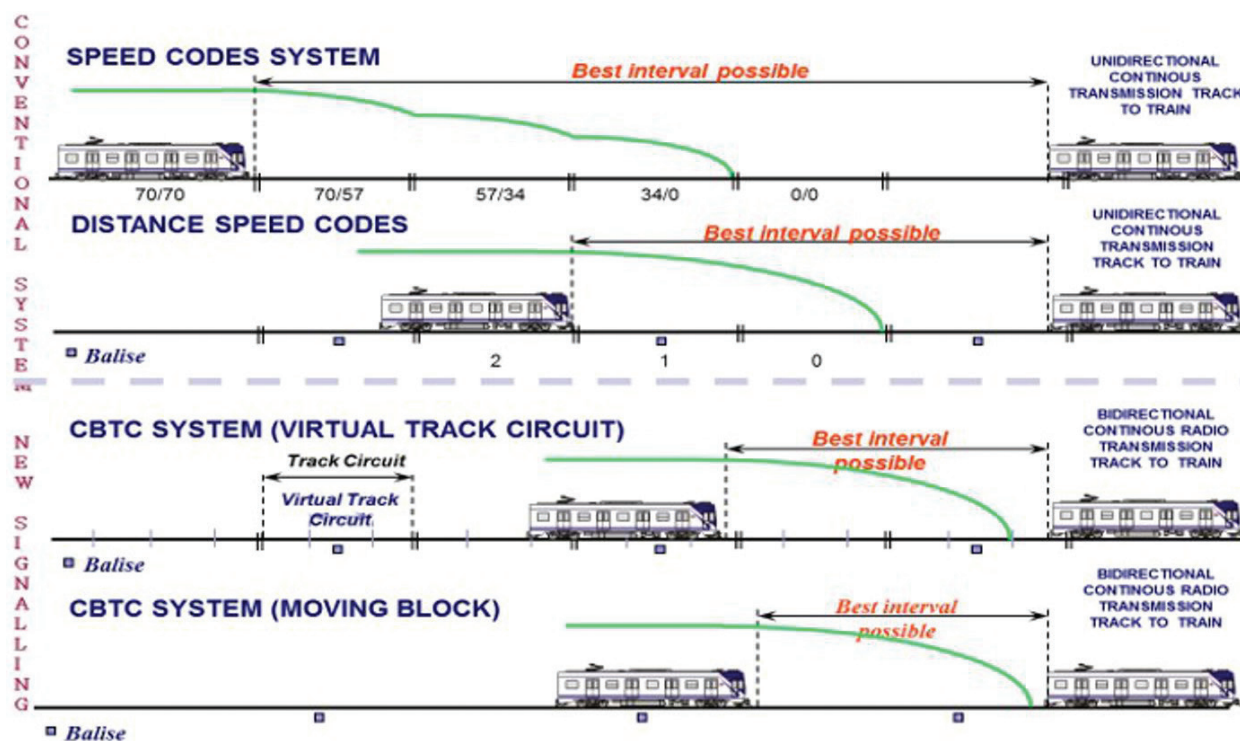 CONVENTIONAL SYSTEM
SPEED CODES SYSTEM
Best interval possible
UNIDIRECTIONAL
CONTINOUS
TRANSMISSION TRACK
TO TRAIN
70/70
70/57
57/34
34/0
0/0
DISTANCE SPEED CODES
Best interval possible
UNIDIRECTIONAL
CONTINOUS
TRANSMISSION
TRACK TO TRAIN
Balise
2
1
0
NEW SIGNALLING
CBTC SYSTEM (VIRTUAL TRACK CIRCUIT)
Best interval
possible
BIDIRECTIONAL
CONTINOUS RADIO
TRANSMISSION
TRACK TO TRAIN
Track Circuit
Virtual Track
Circuit
Balise
CBTC SYSTEM (MOVING BLOCK)
Best interval
possible
BIDIRECTIONAL
CONTINOUS RADIO
TRANSMISSION
TRACK TO TRAIN
Balise